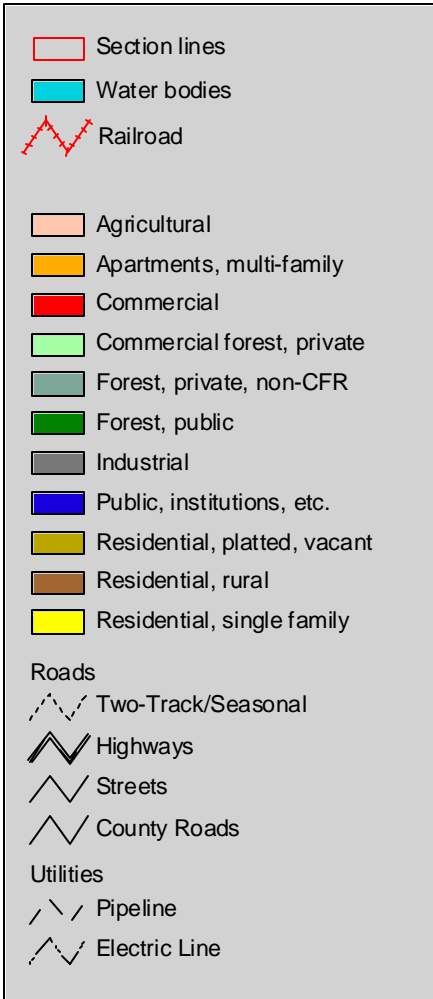 Section lines
Water bodies
Railroad
Agricultural
Apartments, multi-family
Commercial
Commercial forest, private
Forest, private, non-CFR
Forest, public
Industrial
Public, institutions, etc.
Residential, platted, vacant
Residential, rural
Residential, single family
Roads
Two-Track/Seasonal
Highways
Streets
County Roads
Utilities
Pipeline
Electric Line